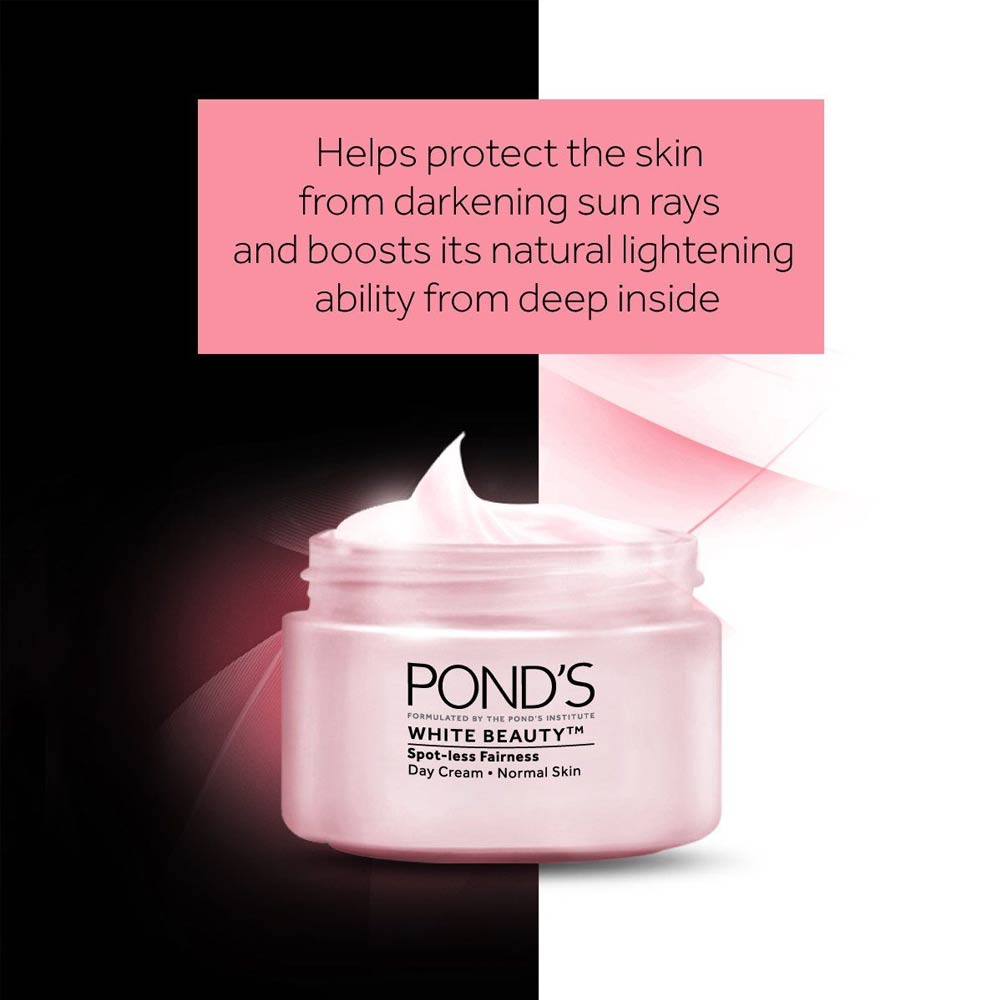 Helps protect the skin
from darkening sun rays
and boosts its natural lightening
ability from deep inside
POND'S
FORMULATED BY THE POND'S INSTITUTE
WHITE BEAUTY™
Spot-less Fairness
Day Cream • Normal Skin